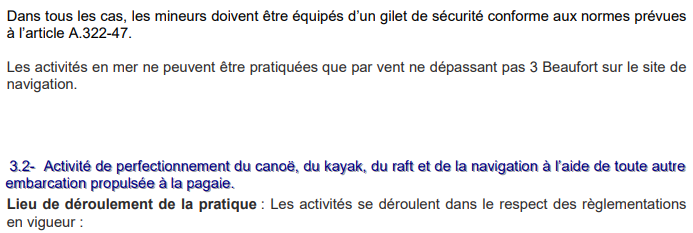 Dans tous les cas, les mineurs doivent être équipés d'un gilet de sécurité conforme aux normes prévues
à l'article A.322-47.
Les activités en mer ne peuvent être pratiquées que par vent ne dépassant pas 3 Beaufort sur le site de
navigation.
3.2- Activité de perfectionnement du canoë, du kayak, du raft et de la navigation à l'aide de toute autre
embarcation propulsée à la pagaie.
Lieu de déroulement de la pratique : Les activités se déroulent dans le respect des règlementations
en vigueur :